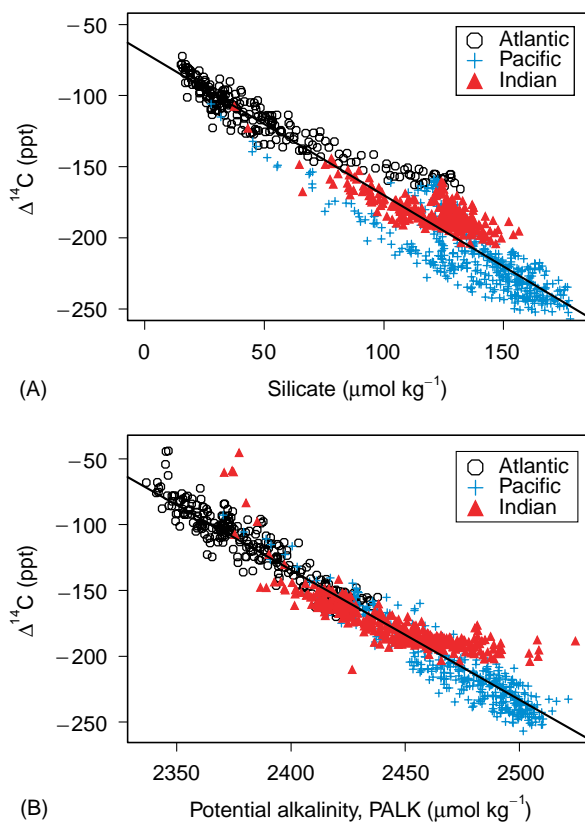 −50
−100
−150
−200
−250
Δ¹⁴C (ppt)
Atlantic
Pacific
Indian
0 50 100 150
(A)
Silicate (μmol kg⁻¹)
−50
−100
−150
−200
−250
Δ¹⁴C (ppt)
Atlantic
Pacific
Indian
2350 2400 2450 2500
(B)
Potential alkalinity, PALK (μmol kg⁻¹)